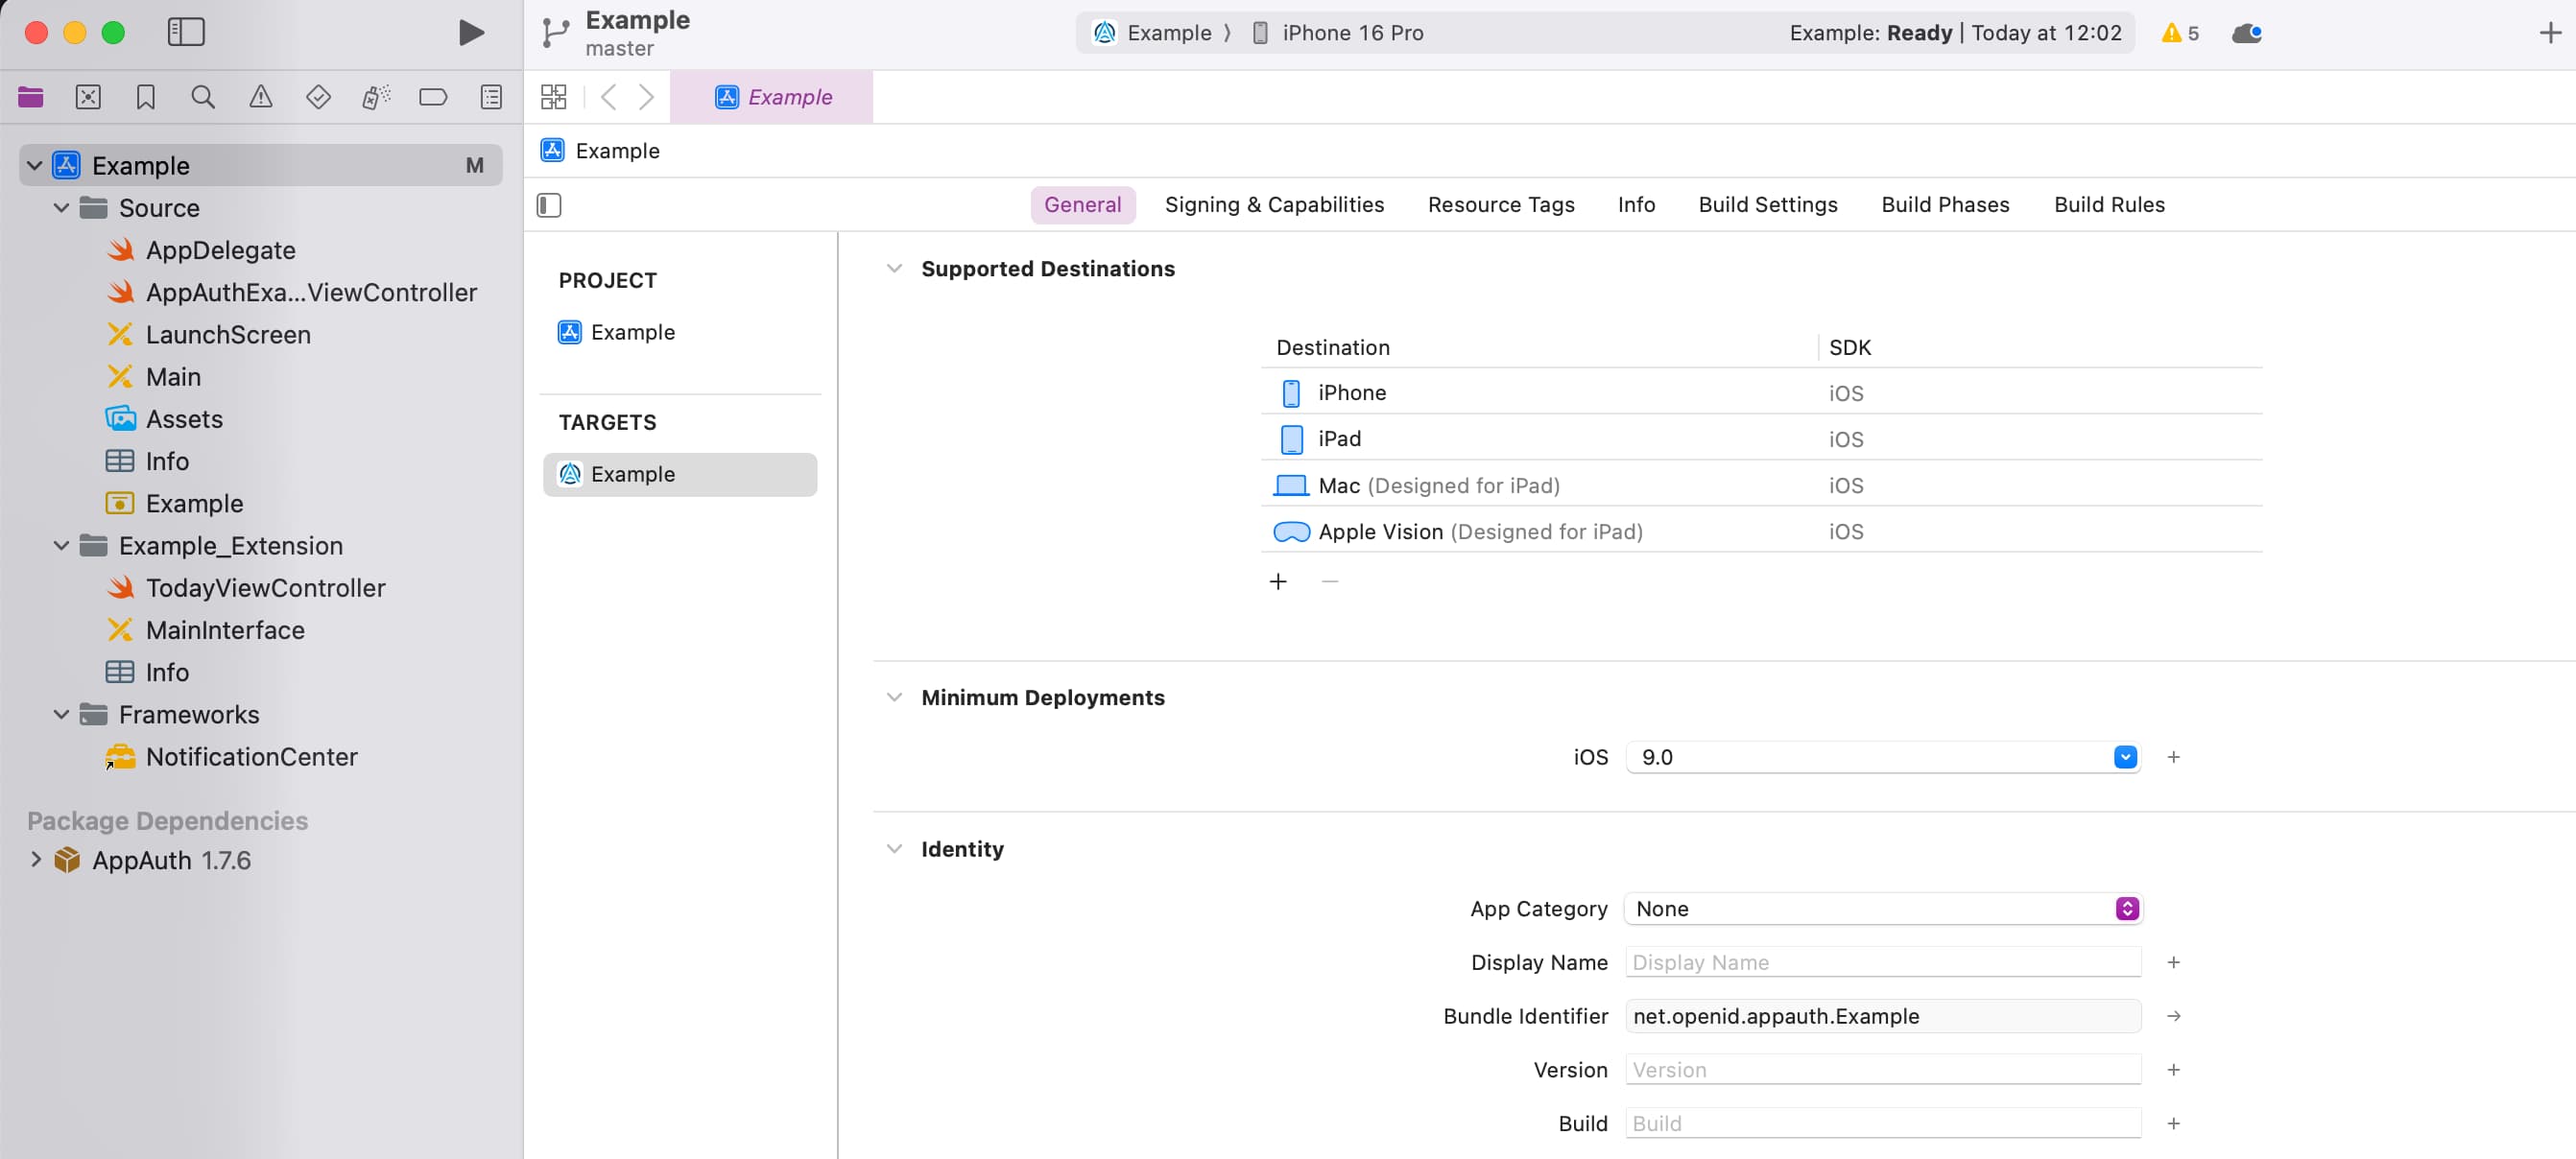 Example
master
Example
iPhone 16 Pro
Example: Ready | Today at 12:02
5
Example
Example
M
Source
AppDelegate
AppAuthExa...ViewController
LaunchScreen
Main
Assets
Info
Example
Example_Extension
TodayViewController
MainInterface
Info
Frameworks
NotificationCenter
Package Dependencies
AppAuth 1.7.6
Example
General
Signing & Capabilities
Resource Tags
Info
Build Settings
Build Phases
Build Rules
PROJECT
Example
TARGETS
Example
Supported Destinations
Destination
SDK
iPhone
iOS
iPad
iOS
Mac (Designed for iPad)
iOS
Apple Vision (Designed for iPad)
iOS
Minimum Deployments
iOS
9.0
Identity
App Category
None
Display Name
Display Name
Bundle Identifier
net.openid.appauth.Example
Version
Version
Build
Build